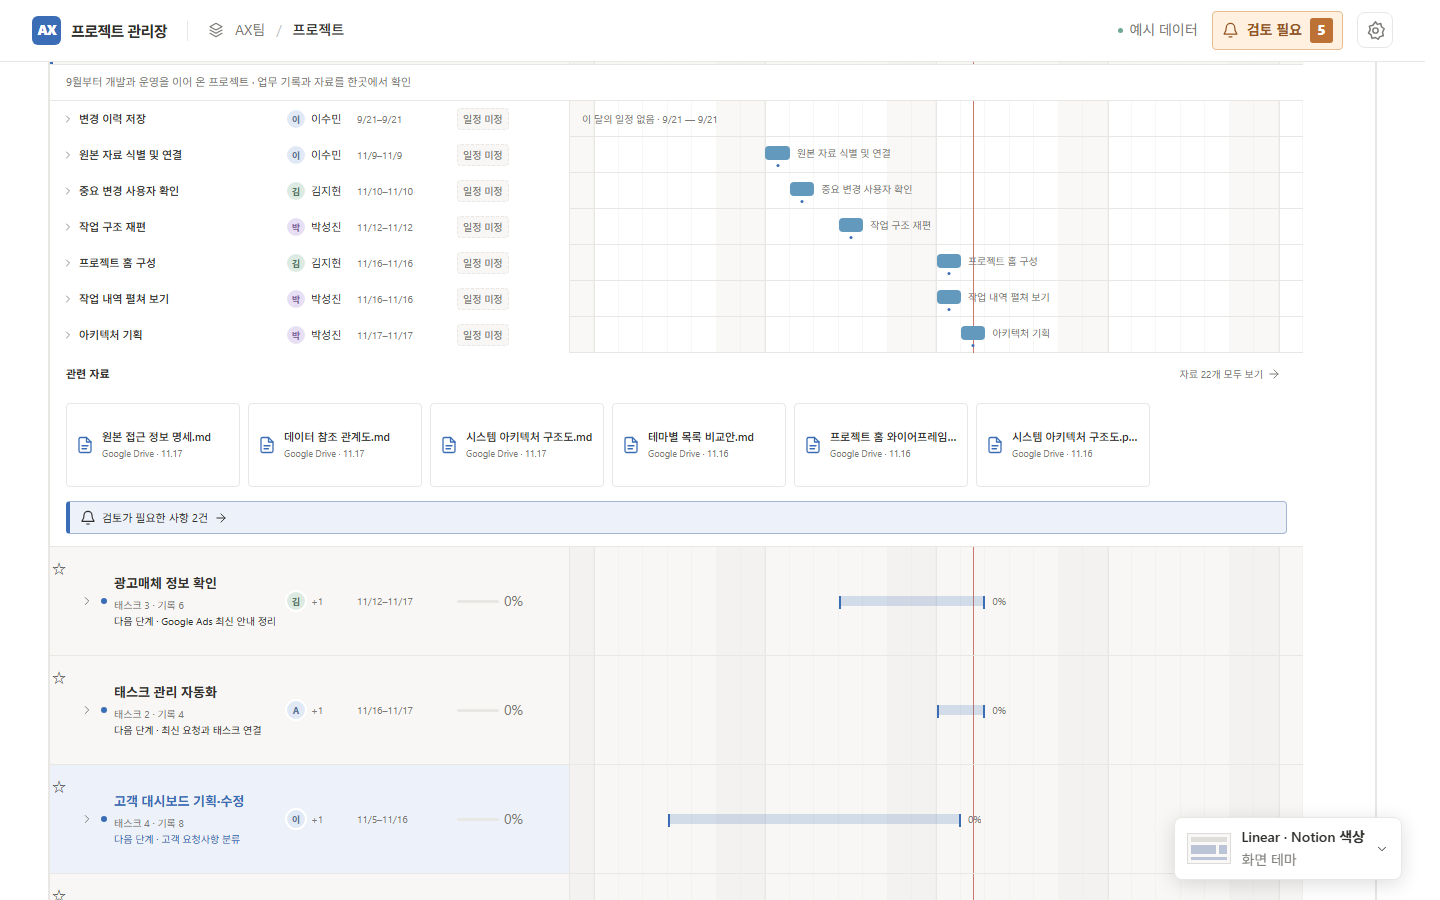 AX 프로젝트 관리장 AX팀 / 프로젝트 예시 데이터 검토 필요 5
9월부터 개발과 운영을 이어 온 프로젝트 · 업무 기록과 자료를 한곳에서 확인
변경 이력 저장 이 이수민 9/21–9/21 일정 미정 이 달의 일정 없음 · 9/21 — 9/21
원본 자료 식별 및 연결 이 이수민 11/9–11/9 일정 미정 원본 자료 식별 및 연결
중요 변경 사용자 확인 김 김지현 11/10–11/10 일정 미정 중요 변경 사용자 확인
작업 구조 재편 박 박성진 11/12–11/12 일정 미정 작업 구조 재편
프로젝트 홈 구성 김 김지현 11/16–11/16 일정 미정 프로젝트 홈 구성
작업 내역 펼쳐 보기 박 박성진 11/16–11/16 일정 미정 작업 내역 펼쳐 보기
아키텍처 기획 박 박성진 11/17–11/17 일정 미정 아키텍처 기획
관련 자료 자료 22개 모두 보기
원본 접근 정보 명세.md
Google Drive · 11.17
데이터 참조 관계도.md
Google Drive · 11.17
시스템 아키텍처 구조도.md
Google Drive · 11.17
테마별 목록 비교안.md
Google Drive · 11.16
프로젝트 홈 와이어프레임...
Google Drive · 11.16
시스템 아키텍처 구조도.p...
Google Drive · 11.16
검토가 필요한 사항 2건
광고매체 정보 확인
태스크 3 · 기록 6
다음 단계 · Google Ads 최신 안내 정리
김 +1 11/12–11/17 0% 0%
태스크 관리 자동화
태스크 2 · 기록 4
다음 단계 · 최신 요청과 태스크 연결
A +1 11/16–11/17 0% 0%
고객 대시보드 기획·수정
태스크 4 · 기록 8
다음 단계 · 고객 요청사항 분류
이 +1 11/5–11/16 0% 0%
Linear · Notion 색상
화면 테마